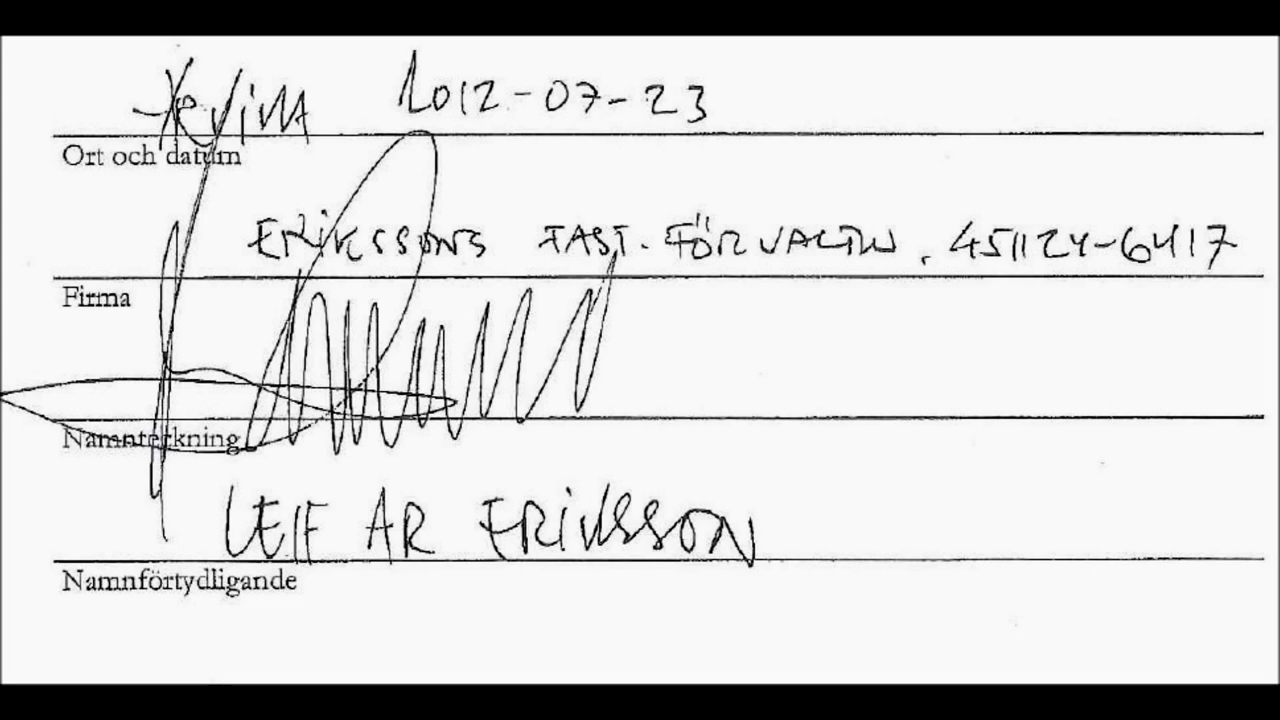 2012-07-23
Ort och datum
ERIKSSONS FAST. FÖRVALTN. 451124-6417
Firma
Namnteckning
LEIF AR ERIKSSON
Namnförtydligande